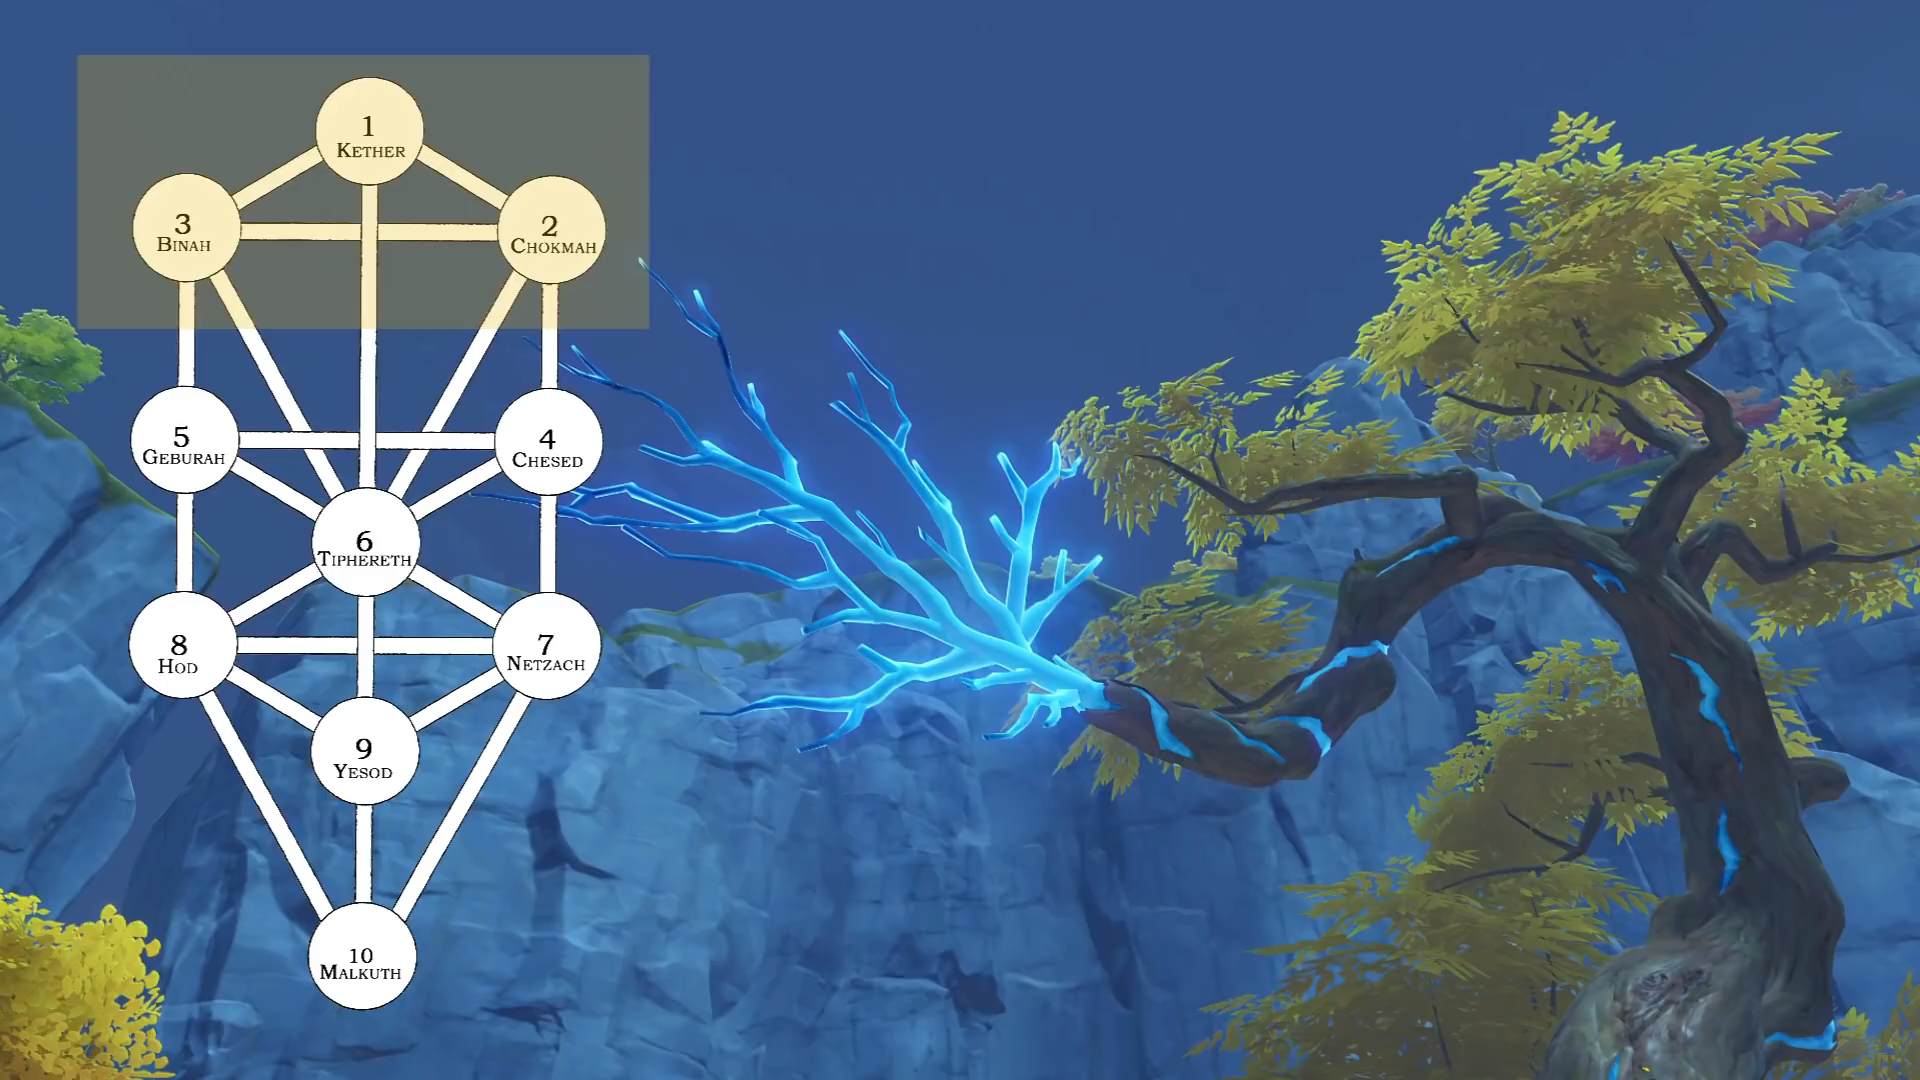 1
KETHER
3
BINAH
2
CHOKMAH
5
GEBURAH
4
CHESED
6
TIPHERETH
8
HOD
7
NETZACH
9
YESOD
10
MALKUTH